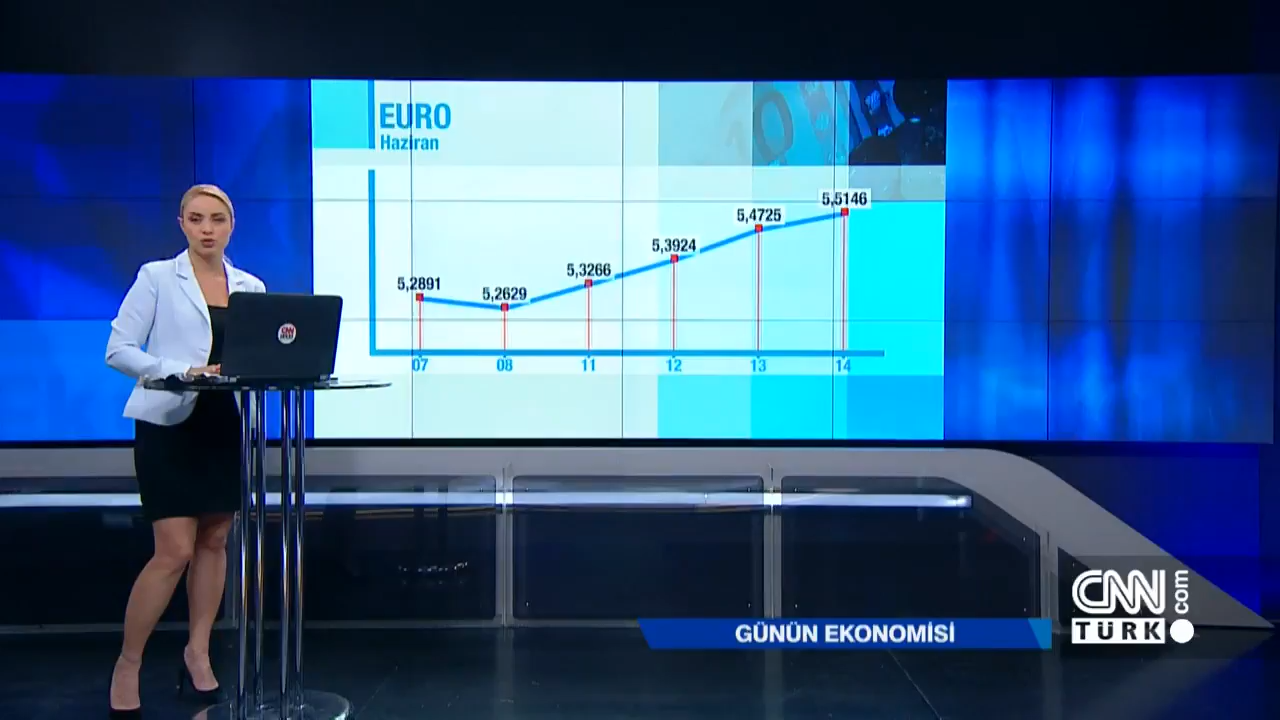 EURO
Haziran
5,2891
5,2629
5,3266
5,3924
5,4725
5,5146
07
08
11
12
13
14
CNN
GÜNÜN EKONOMİSİ
CNN
TÜRK
.com